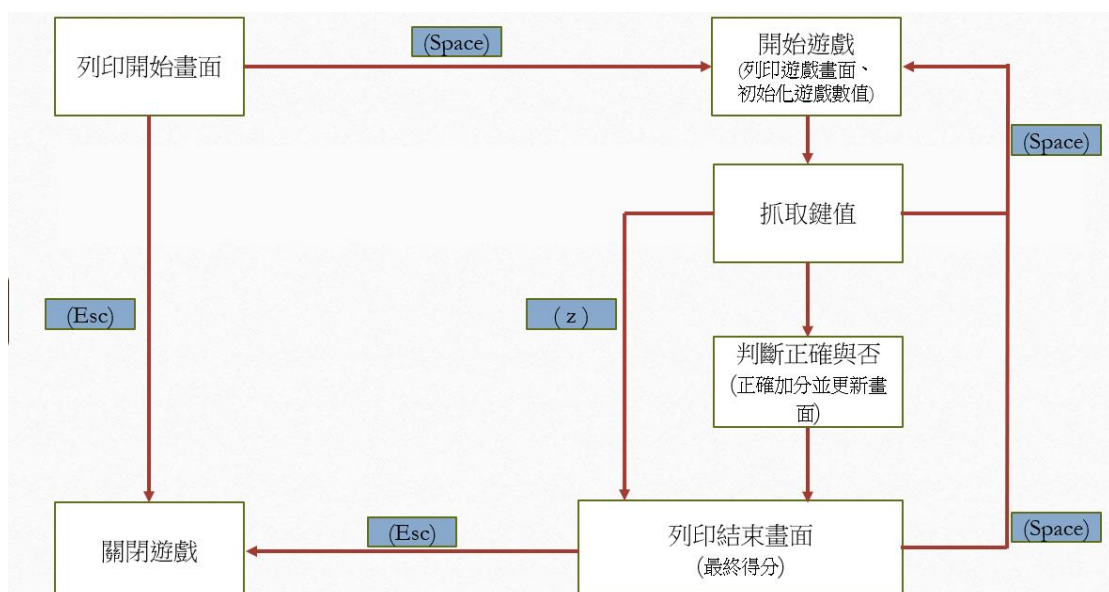 列印開始畫面
(Space)
開始遊戲
(列印遊戲畫面、
初始化遊戲數值)
(Space)
抓取鍵值
(Esc)
( z )
判斷正確與否
(正確加分並更新畫
面)
關閉遊戲
(Esc)
列印結束畫面
(最終得分)
(Space)